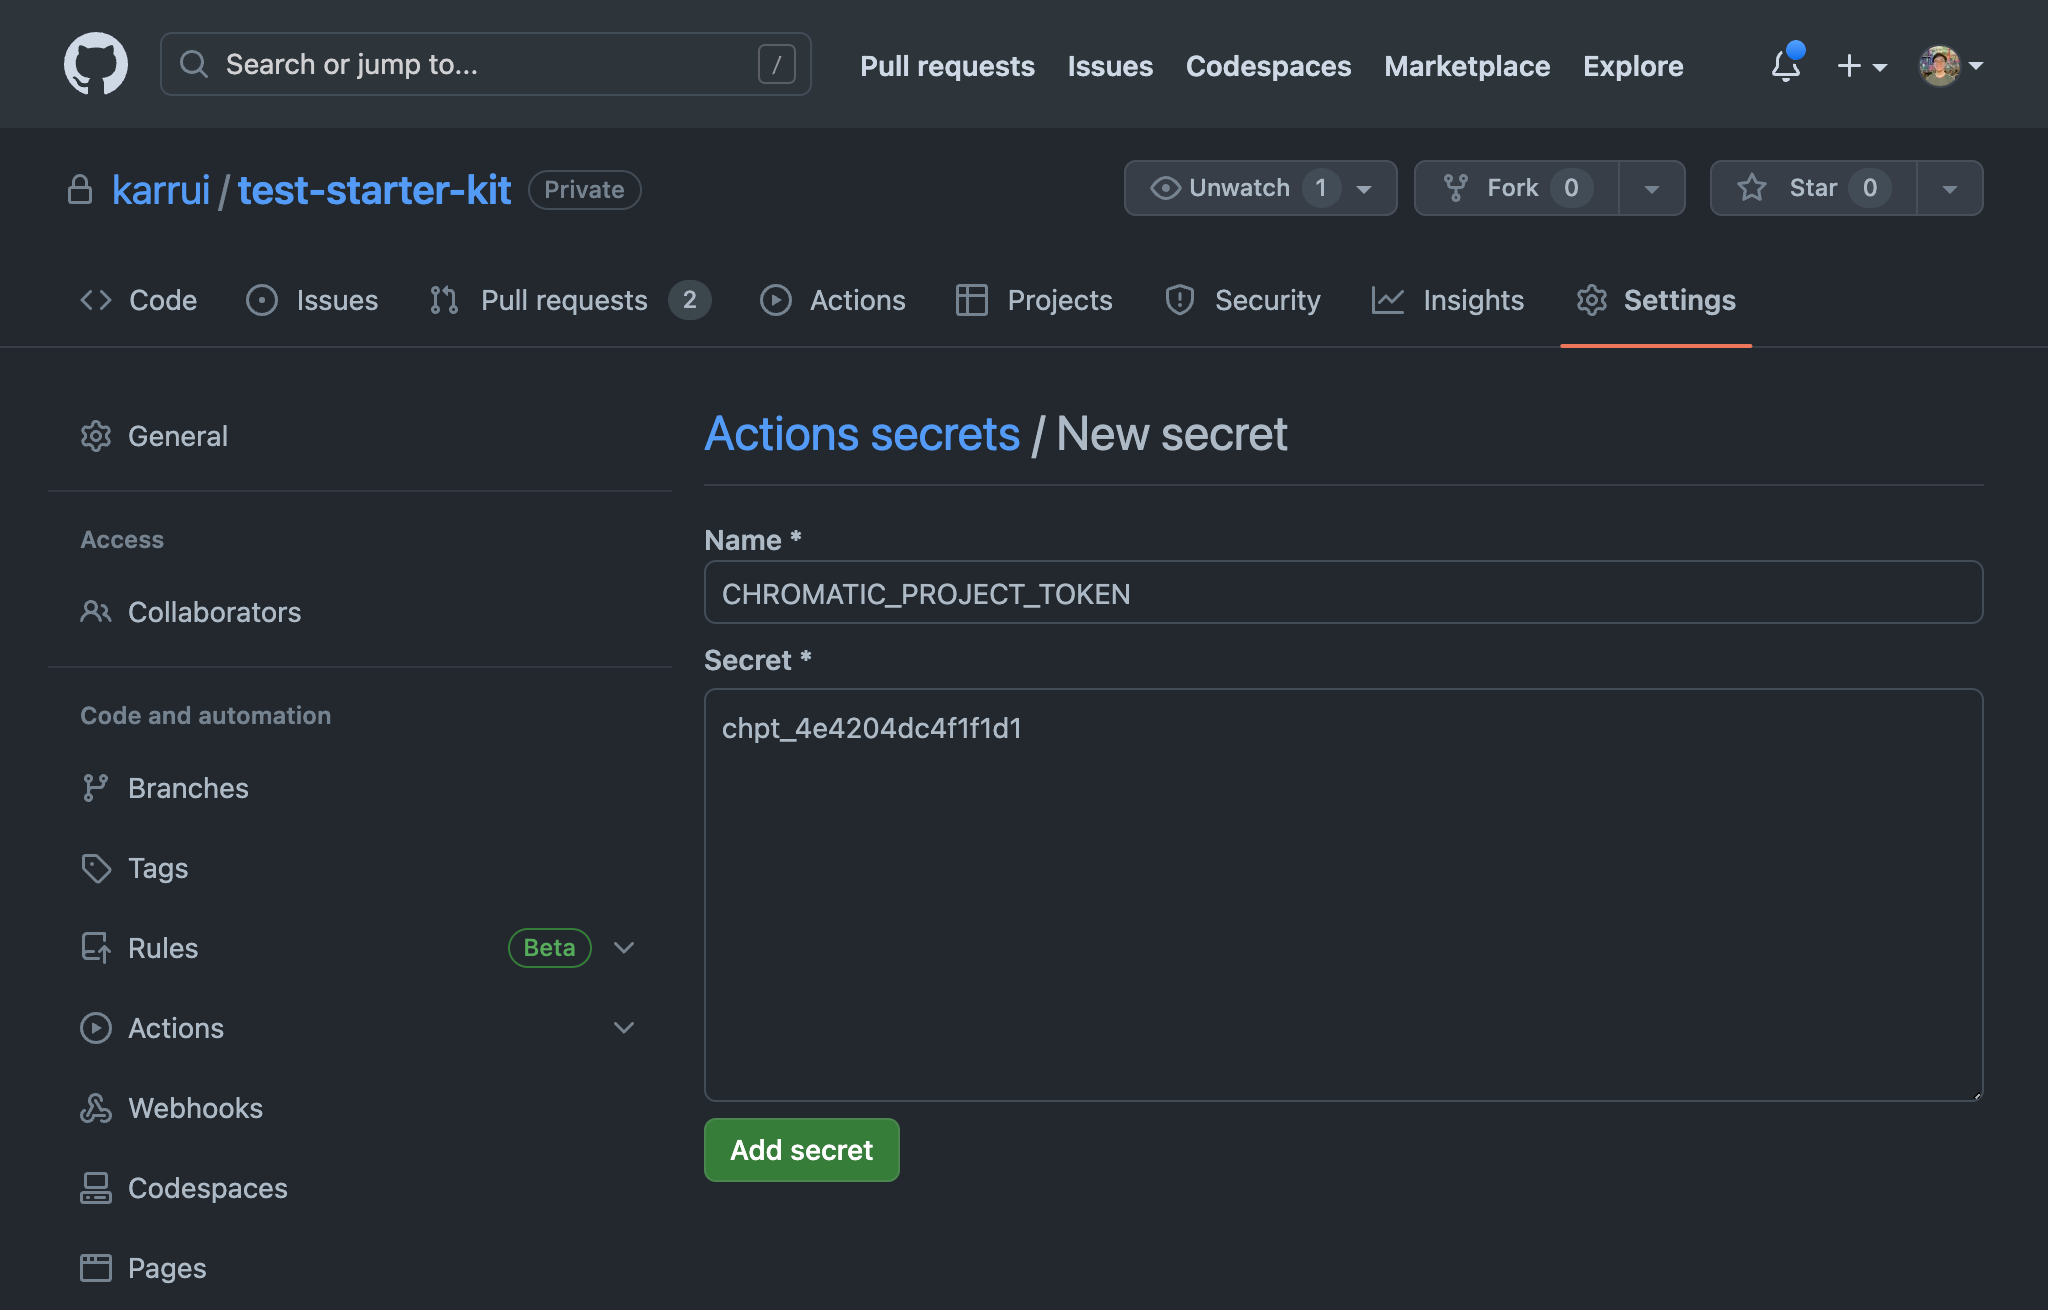 Search or jump to... /
Pull requests Issues Codespaces Marketplace Explore
karrui / test-starter-kit Private
Unwatch 1 Fork 0 Star 0
Code Issues Pull requests 2 Actions Projects Security Insights Settings
General
Access
Collaborators
Code and automation
Branches
Tags
Rules Beta
Actions
Webhooks
Codespaces
Pages
Actions secrets / New secret
Name *
CHROMATIC_PROJECT_TOKEN
Secret *
chpt_4e4204dc4f1f1d1
Add secret